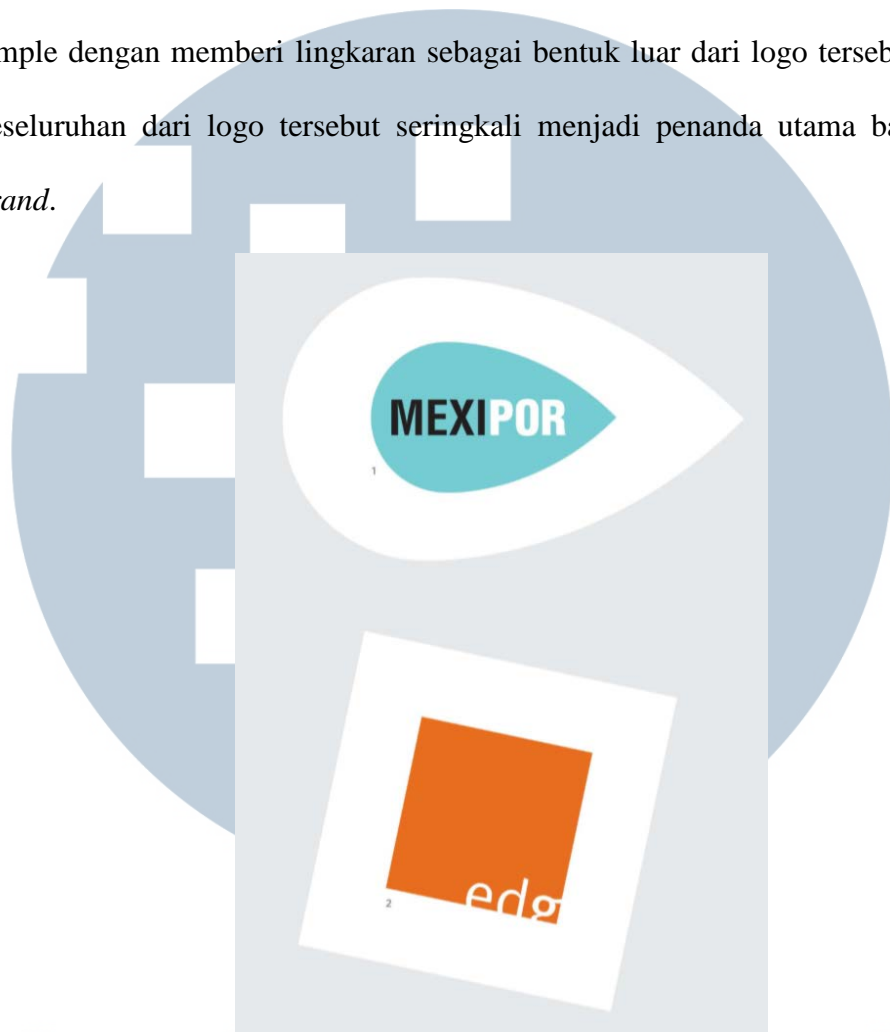 mple dengan memberi lingkaran sebagai bentuk luar dari logo terseb
eseluruhan dari logo tersebut seringkali menjadi penanda utama ba
rand.
MEXIPOR
1
edg
2